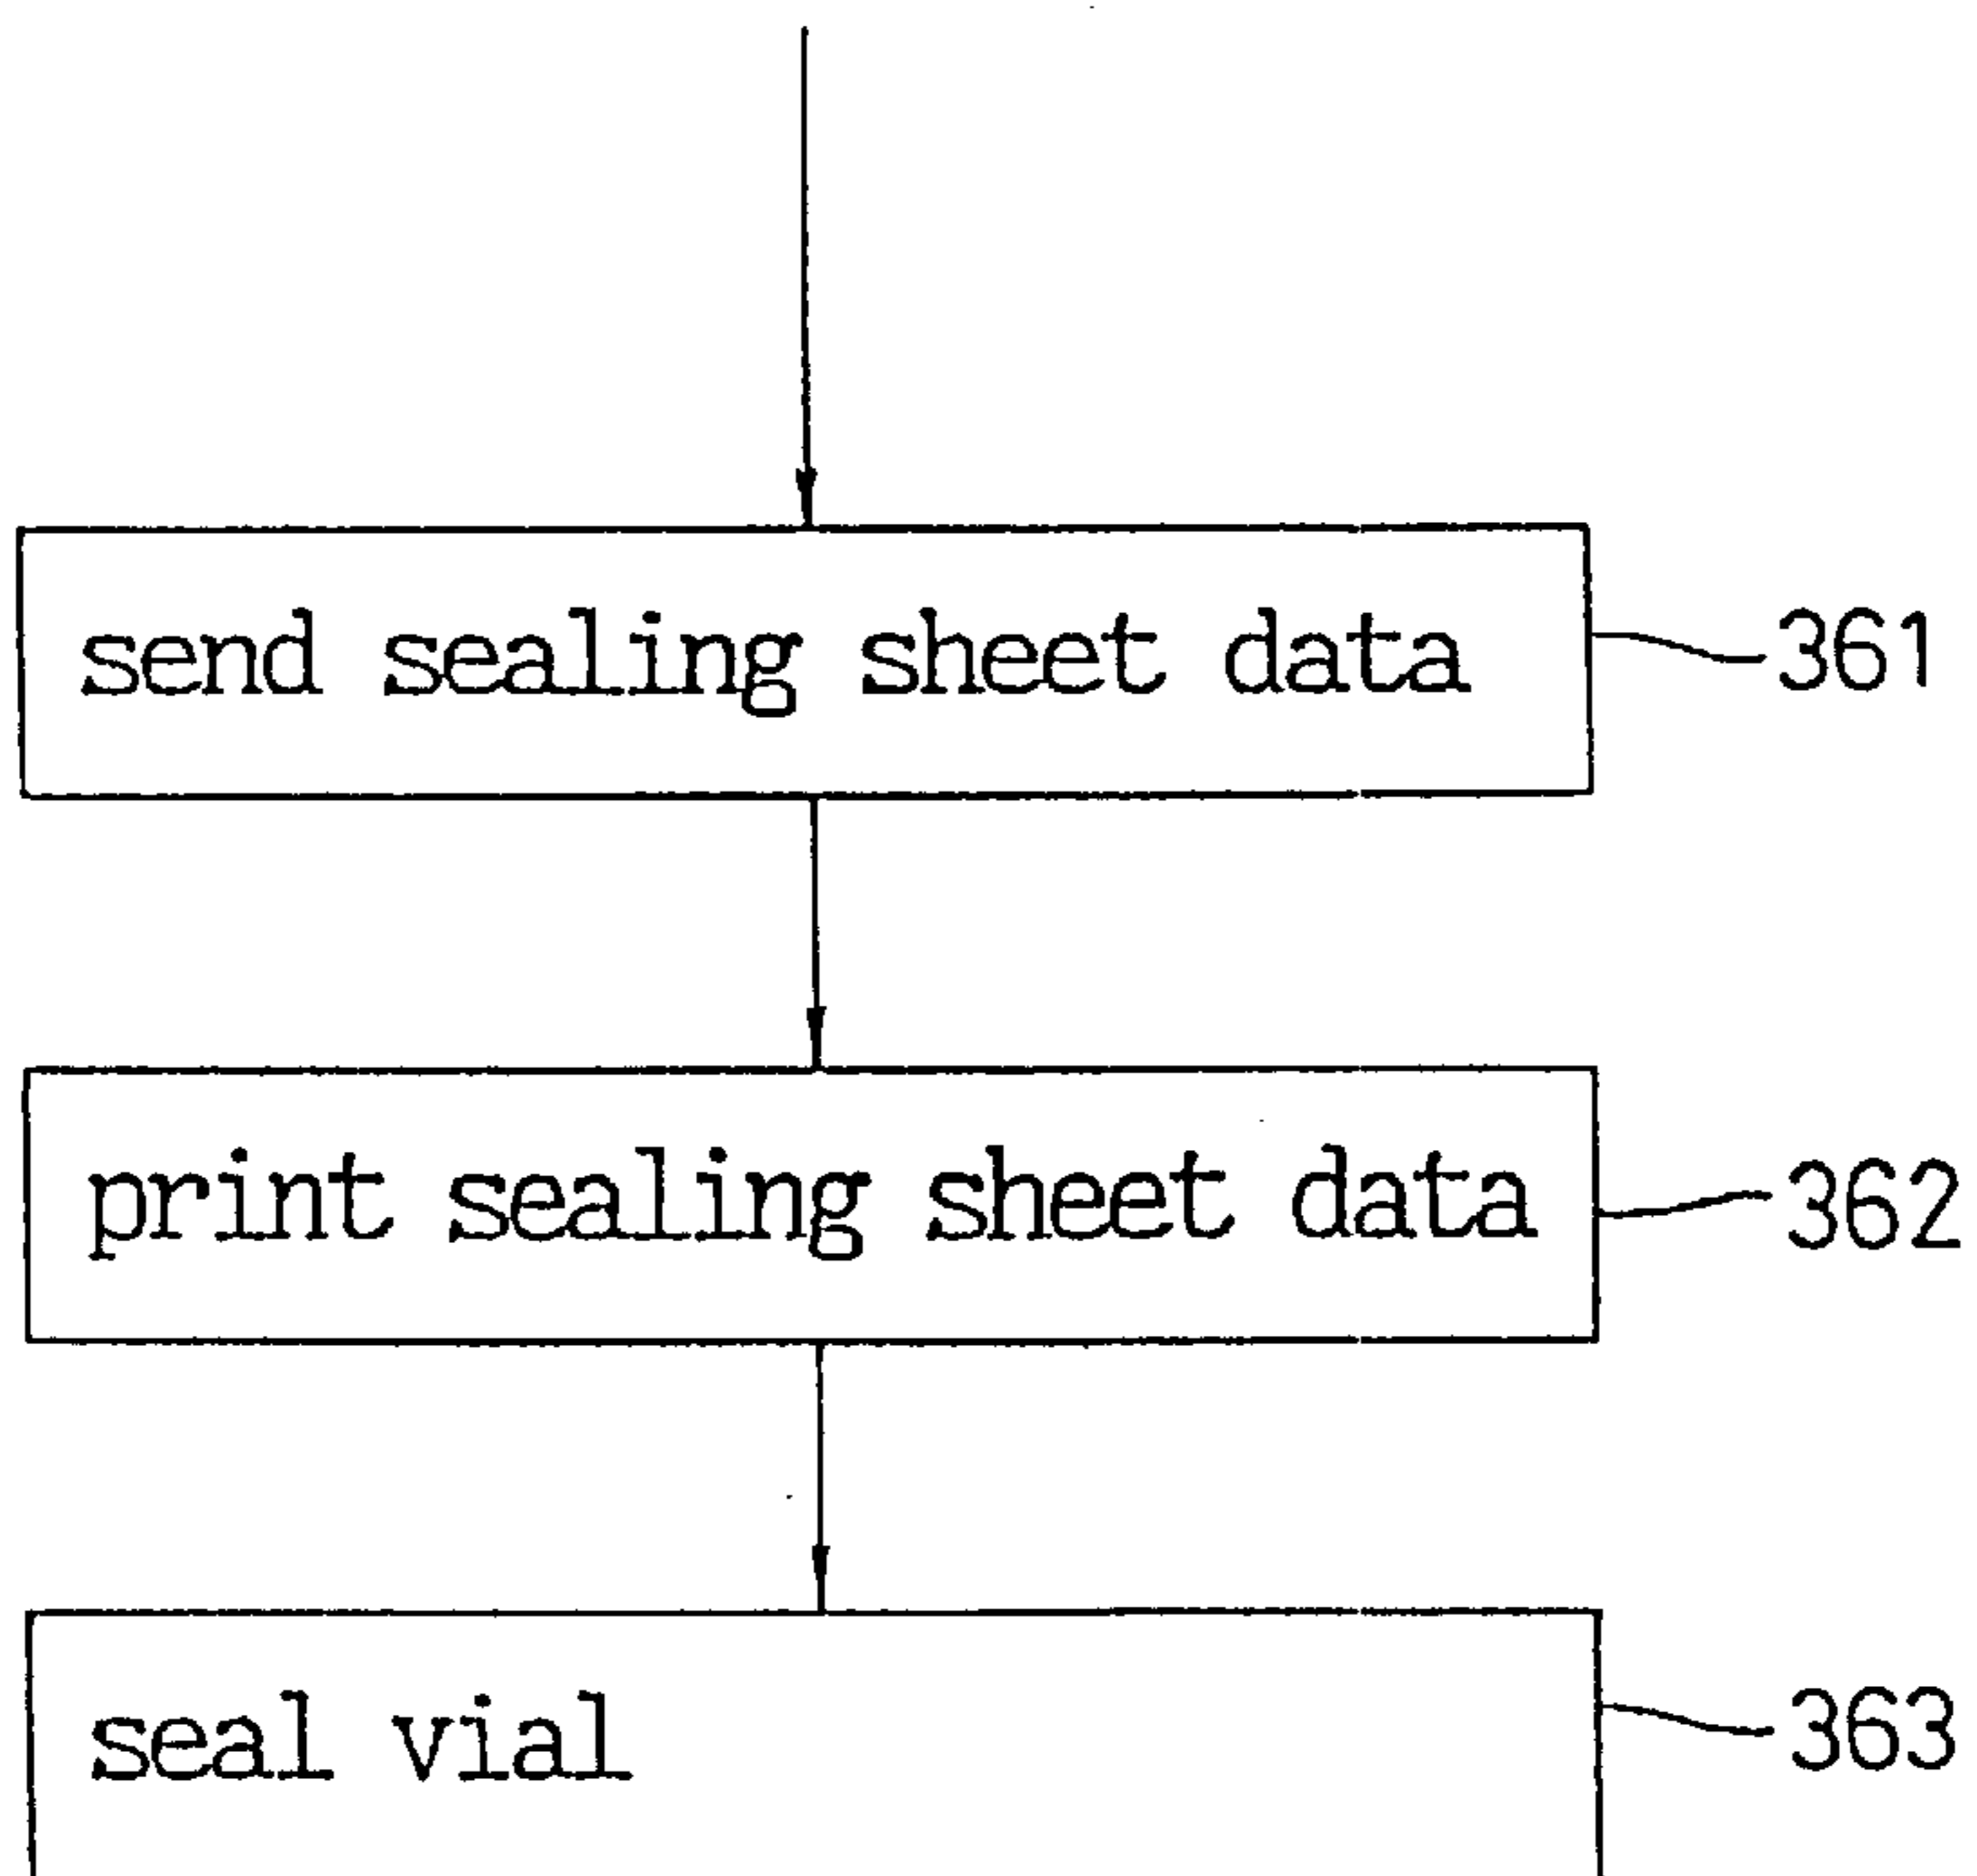 send sealing sheet data 361
print sealing sheet data 362
seal vial 363